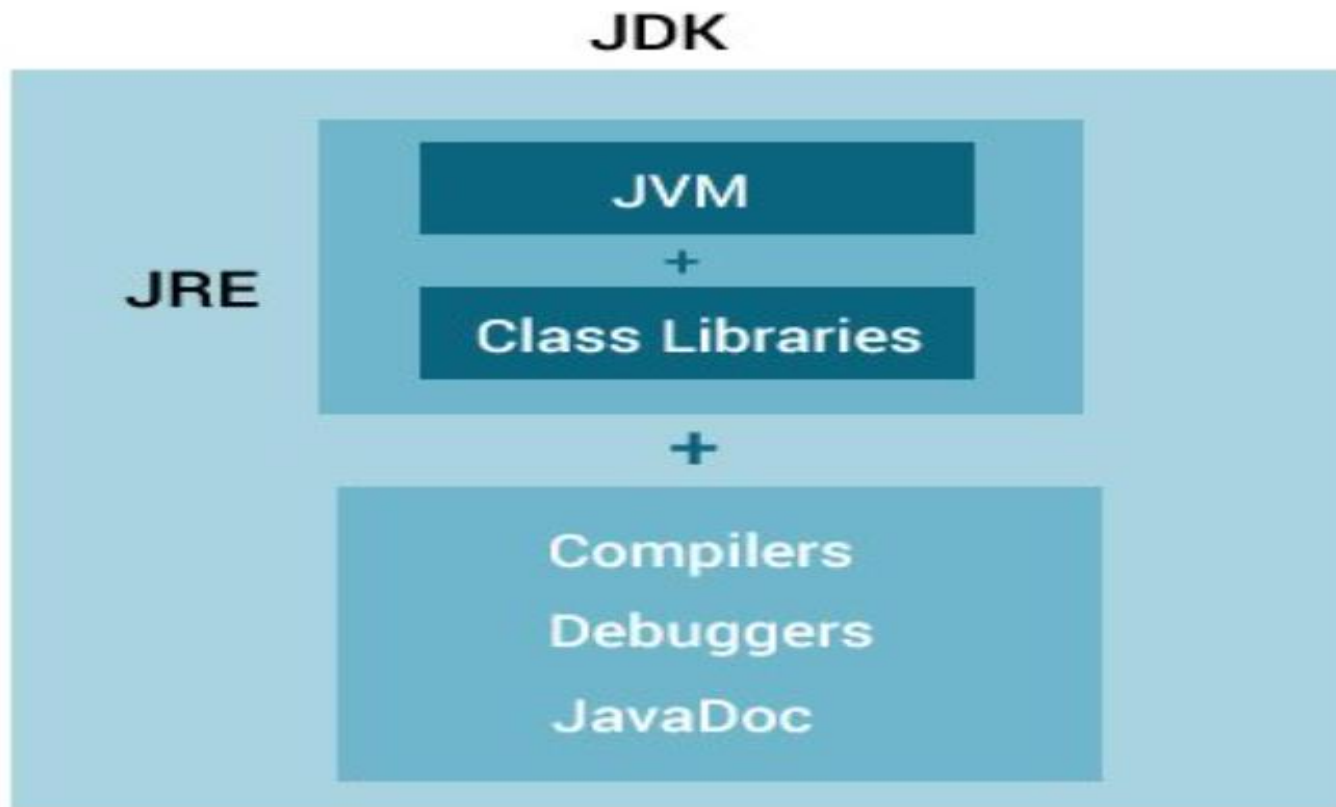 JDK
JVM
+
JRE
Class Libraries
+
Compilers
Debuggers
JavaDoc